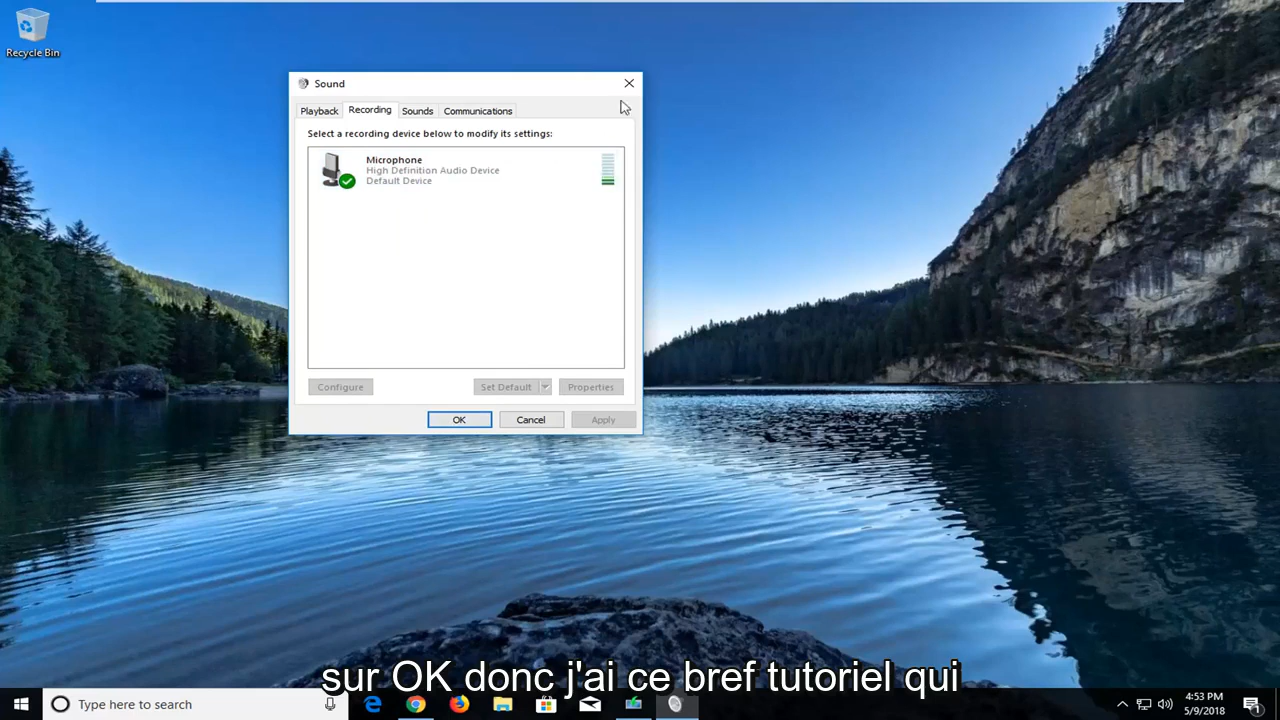 Recycle Bin
Sound
Playback Recording Sounds Communications
Select a recording device below to modify its settings:
Microphone
High Definition Audio Device
Default Device
Configure Set Default Properties
OK Cancel Apply
sur OK donc j'ai ce bref tutoriel qui
Type here to search
4:53 PM
5/9/2018
1